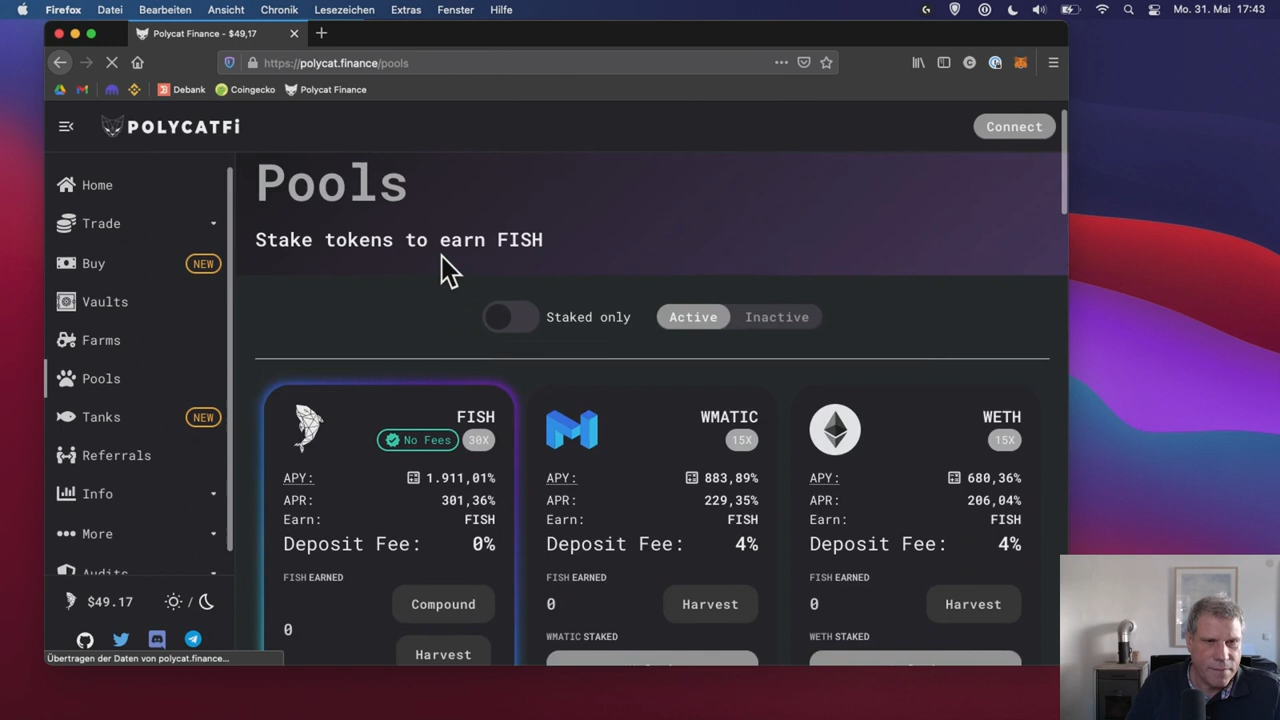 Firefox Datei Bearbeiten Ansicht Chronik Lesezeichen Extras Fenster Hilfe Mo. 31. Mai 17:43
Polycat Finance - $49,17
https://polycat.finance/pools
Debank Coingecko Polycat Finance
POLYCATFi Connect
Home
Trade
Buy NEW
Vaults
Farms
Pools
Tanks NEW
Referrals
Info
More
Audits
$49.17 /
Pools
Stake tokens to earn FISH
Staked only Active Inactive
FISH
No Fees 30X
APY: 1.911,01%
APR: 301,36%
Earn: FISH
Deposit Fee: 0%
FISH EARNED
Compound
0
Harvest
WMATIC
15X
APY: 883,89%
APR: 229,35%
Earn: FISH
Deposit Fee: 4%
FISH EARNED
0 Harvest
WMATIC STAKED
WETH
15X
APY: 680,36%
APR: 206,04%
Earn: FISH
Deposit Fee: 4%
FISH EARNED
0 Harvest
WETH STAKED
Übertragen der Daten von polycat.finance...